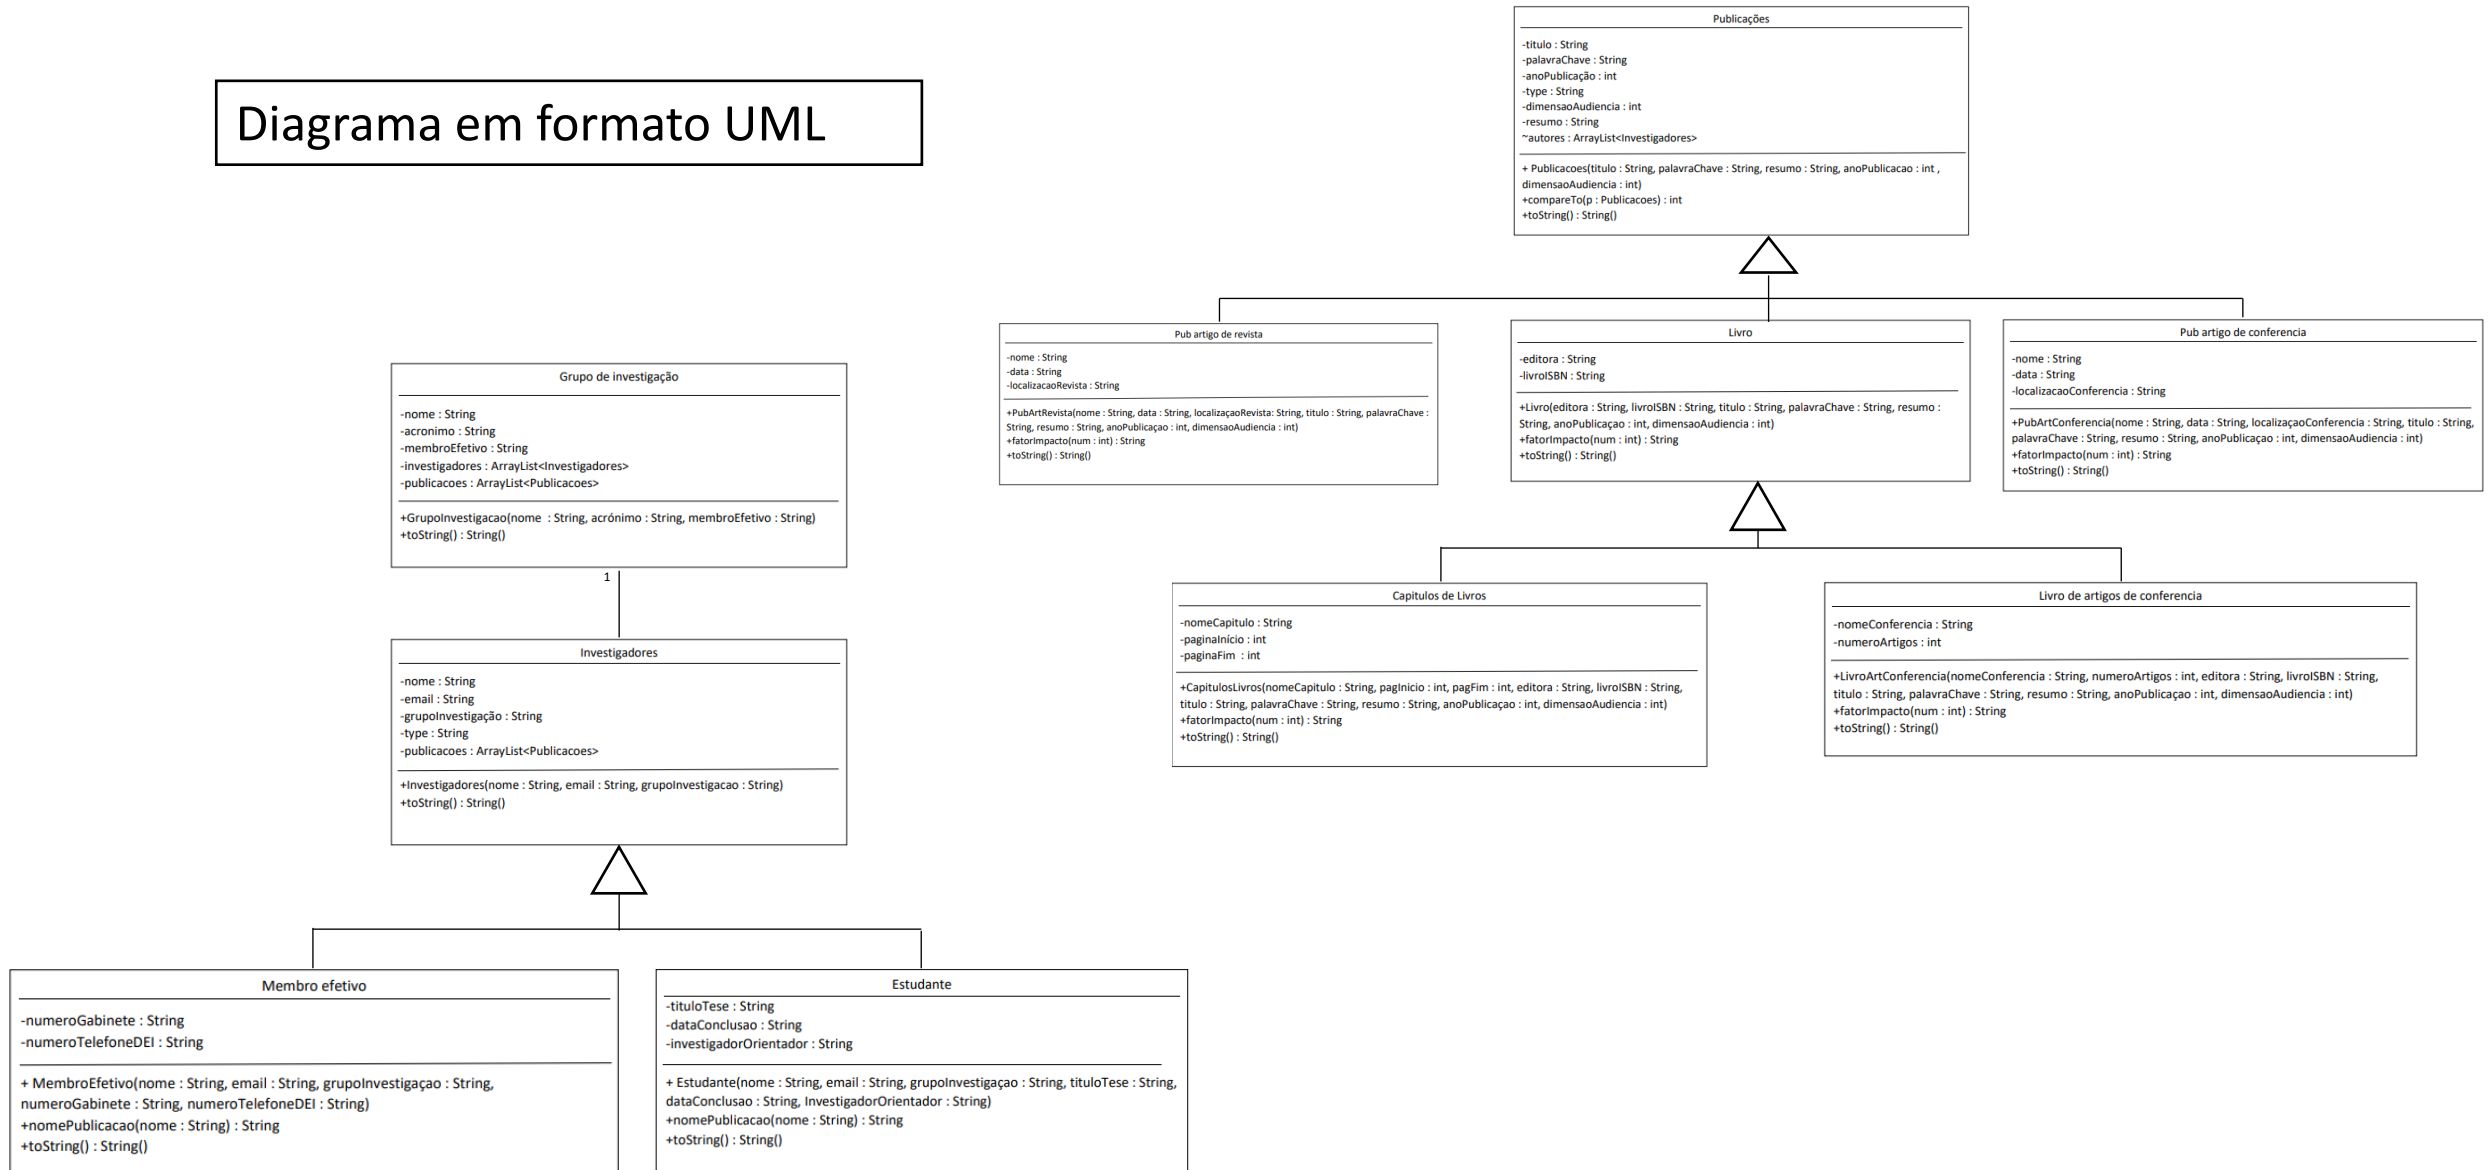 Diagrama em formato UML
Publicações
-titulo : String
-palavraChave : String
-anoPublicação : int
-type : String
-dimensaoAudiencia : int
-resumo : String
~autores : ArrayList<Investigadores>
+ Publicacoes(titulo : String, palavraChave : String, resumo : String, anoPublicacao : int ,
dimensaoAudiencia : int)
+compareTo(p : Publicacoes) : int
+toString() : String()
Pub artigo de revista
-nome : String
-data : String
-localizacaoRevista : String
+PubArtRevista(nome : String, data : String, localizaçaoRevista: String, titulo : String, palavraChave :
String, resumo : String, anoPublicaçao : int, dimensaoAudiencia : int)
+fatorImpacto(num : int) : String
+toString() : String()
Livro
-editora : String
-livroISBN : String
+Livro(editora : String, livroISBN : String, titulo : String, palavraChave : String, resumo :
String, anoPublicaçao : int, dimensaoAudiencia : int)
+fatorImpacto(num : int) : String
+toString() : String()
Pub artigo de conferencia
-nome : String
-data : String
-localizacaoConferencia : String
+PubArtConferencia(nome : String, data : String, localizaçaoConferencia : String, titulo : String,
palavraChave : String, resumo : String, anoPublicaçao : int, dimensaoAudiencia : int)
+fatorImpacto(num : int) : String
+toString() : String()
Grupo de investigação
-nome : String
-acronimo : String
-membroEfetivo : String
-investigadores : ArrayList<Investigadores>
-publicacoes : ArrayList<Publicacoes>
+GrupoInvestigacao(nome  : String, acrónimo : String, membroEfetivo : String)
+toString() : String()
1
Capitulos de Livros
-nomeCapitulo : String
-paginaInício : int
-paginaFim  : int
+CapitulosLivros(nomeCapitulo : String, pagInicio : int, pagFim : int, editora : String, livroISBN : String,
titulo : String, palavraChave : String, resumo : String, anoPublicaçao : int, dimensaoAudiencia : int)
+fatorImpacto(num : int) : String
+toString() : String()
Livro de artigos de conferencia
-nomeConferencia : String
-numeroArtigos : int
+LivroArtConferencia(nomeConferencia : String, numeroArtigos : int, editora : String, livroISBN : String,
titulo : String, palavraChave : String, resumo : String, anoPublicaçao : int, dimensaoAudiencia : int)
+fatorImpacto(num : int) : String
+toString() : String()
Investigadores
-nome : String
-email : String
-grupoInvestigação : String
-type : String
-publicacoes : ArrayList<Publicacoes>
+Investigadores(nome : String, email : String, grupoInvestigacao : String)
+toString() : String()
Membro efetivo
-numeroGabinete : String
-numeroTelefoneDEI : String
+ MembroEfetivo(nome : String, email : String, grupoInvestigaçao : String,
numeroGabinete : String, numeroTelefoneDEI : String)
+nomePublicacao(nome : String) : String
+toString() : String()
Estudante
-tituloTese : String
-dataConclusao : String
-investigadorOrientador : String
+ Estudante(nome : String, email : String, grupoInvestigaçao : String, tituloTese : String,
dataConclusao : String, InvestigadorOrientador : String)
+nomePublicacao(nome : String) : String
+toString() : String()